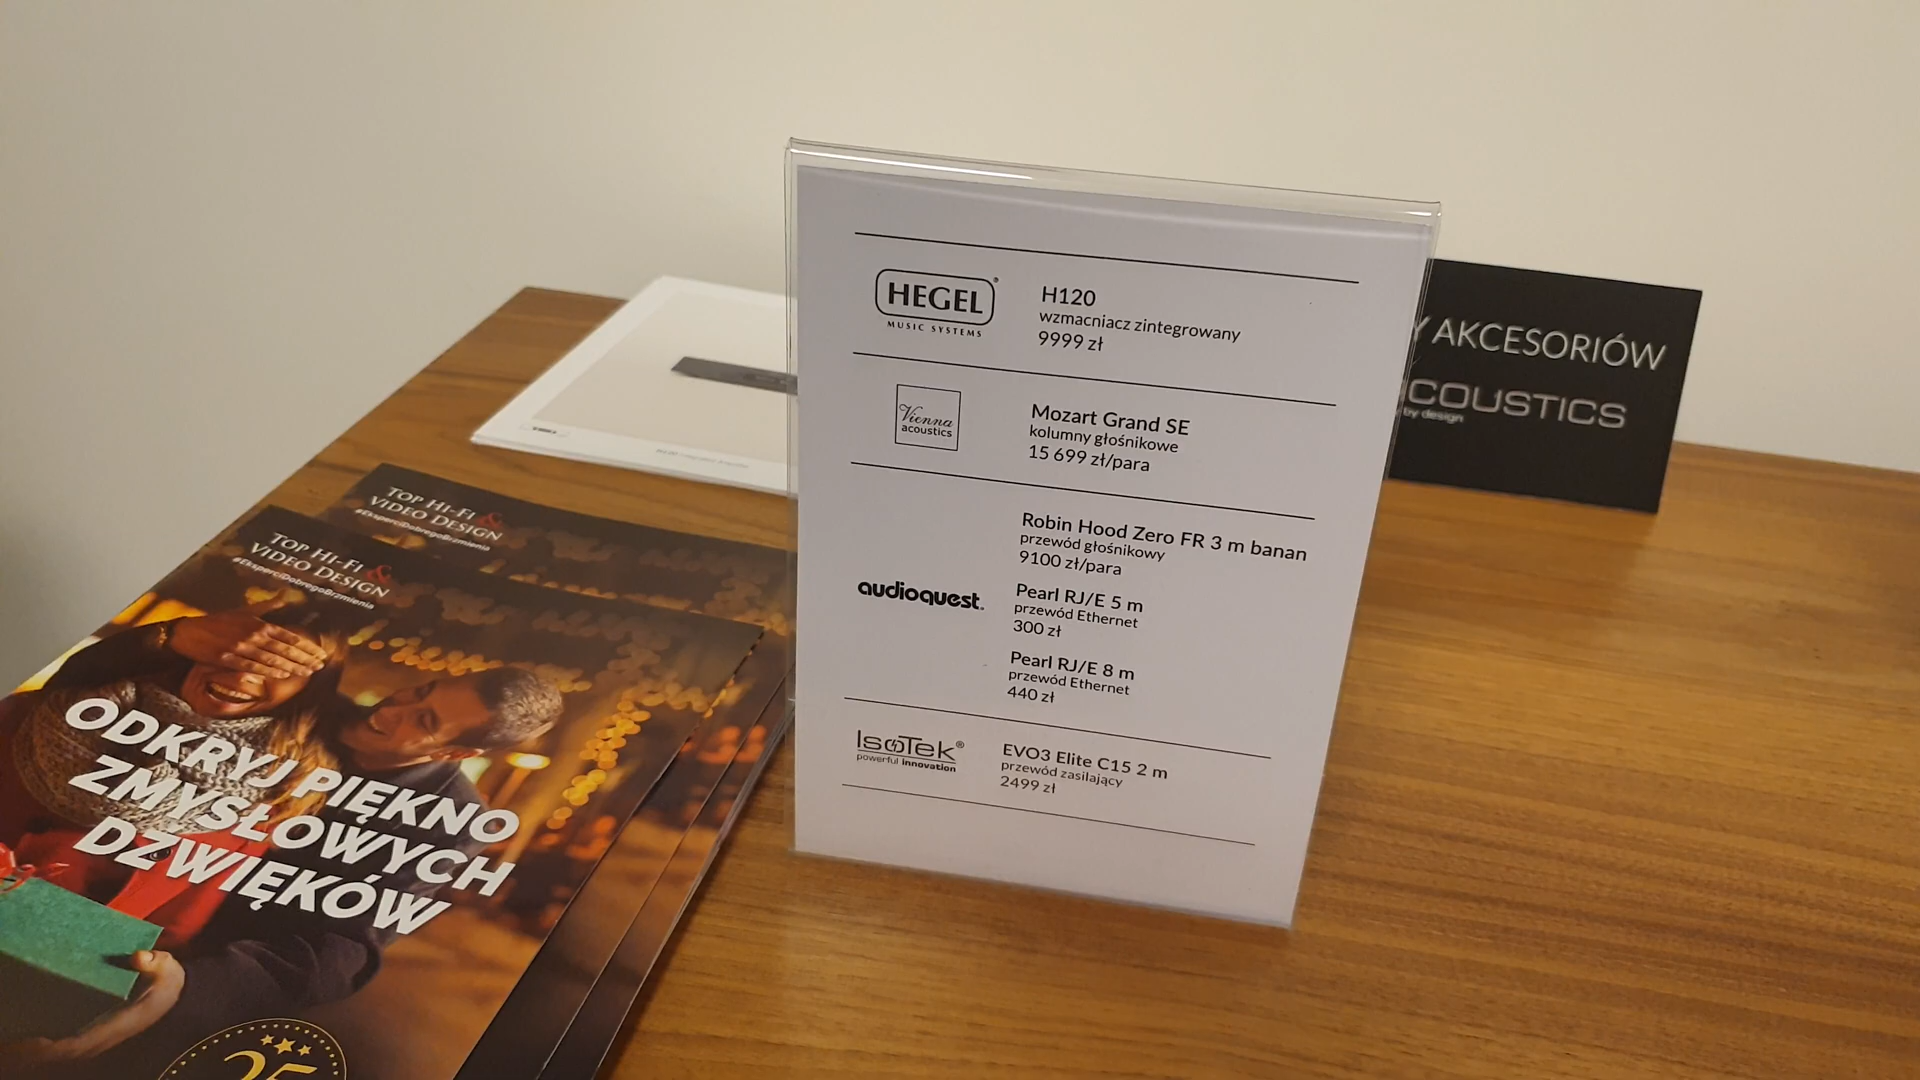 HEGEL
MUSIC SYSTEMS
H120
wzmacniacz zintegrowany
9999 zł
Vienna
acoustics
Mozart Grand SE
kolumny głośnikowe
15 699 zł/para
audioquest
Robin Hood Zero FR 3 m banan
przewód głośnikowy
9100 zł/para
Pearl RJ/E 5 m
przewód Ethernet
300 zł
Pearl RJ/E 8 m
przewód Ethernet
440 zł
IsoTek®
powerful innovation
EVO3 Elite C15 2 m
przewód zasilający
2499 zł
Y AKCESORIÓW
COUSTICS
by design
TOP HI-FI &
VIDEO DESIGN
#EksperciDobregoBrzmienia
TOP HI-FI &
VIDEO DESIGN
#EksperciDobregoBrzmienia
ODKRYJ PIĘKNO
ZMYSŁOWYCH
DŹWIĘKÓW
25